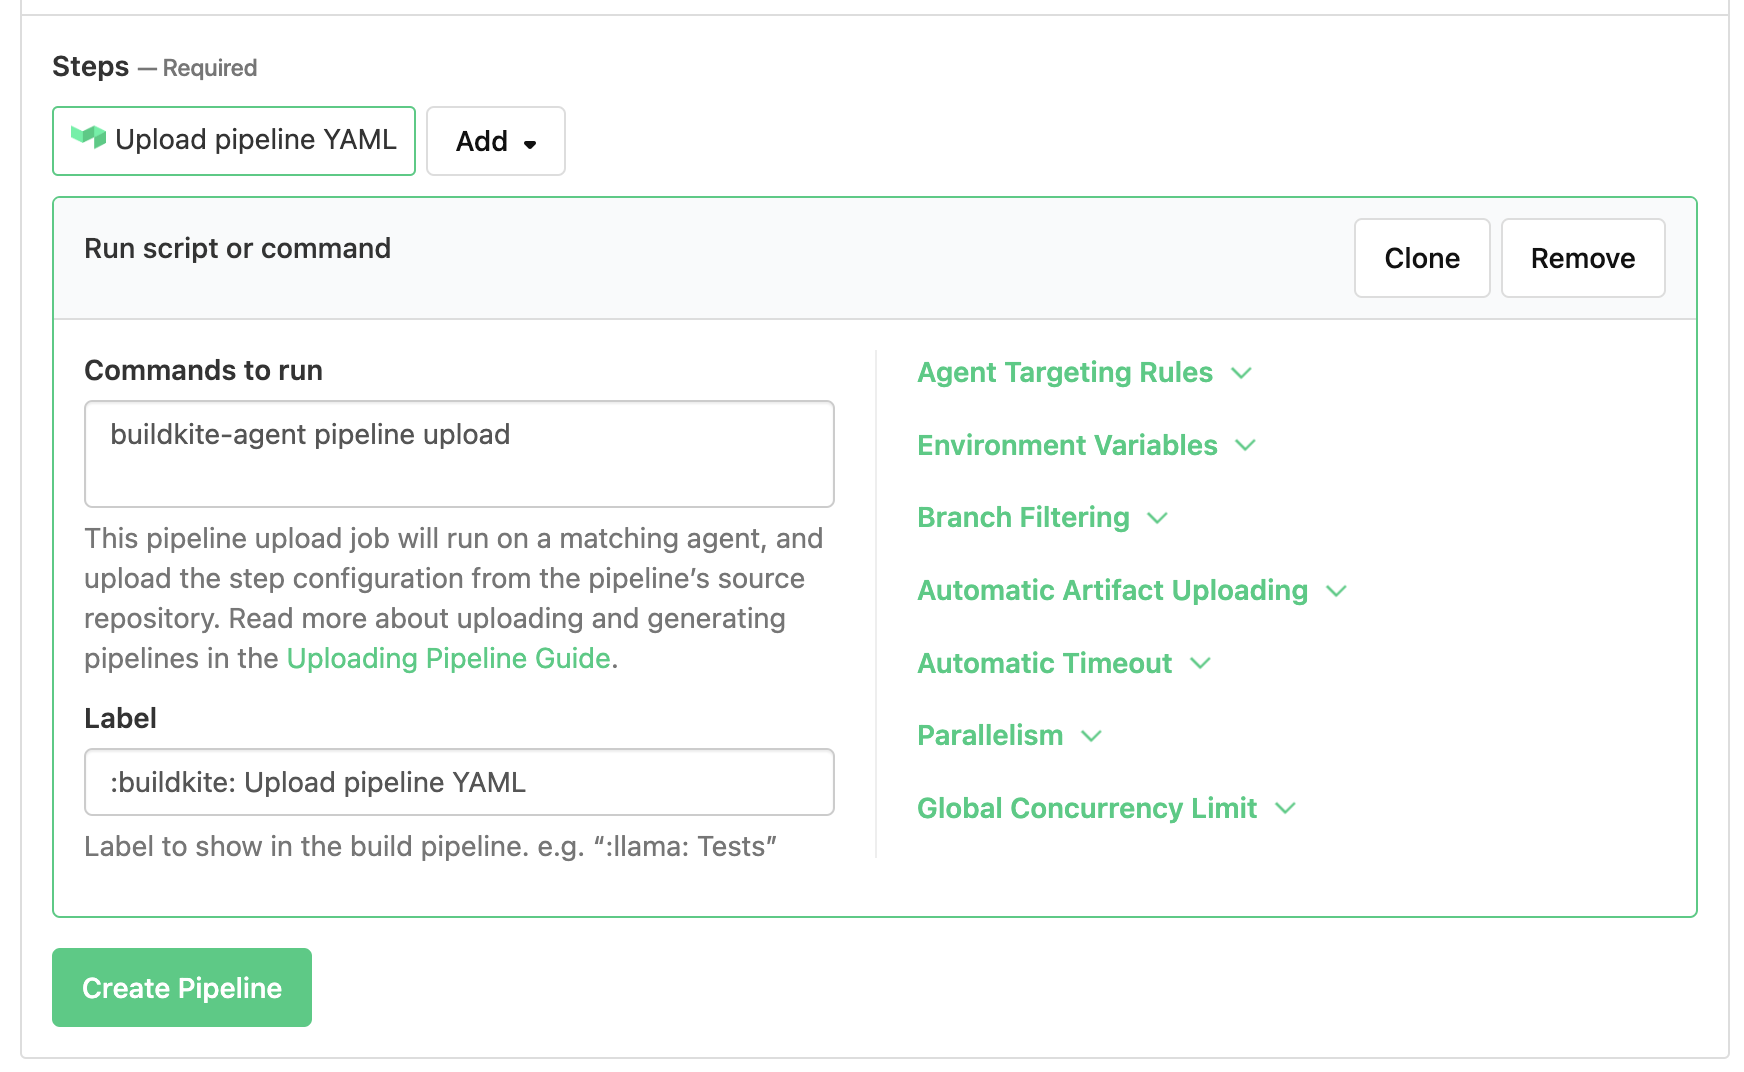 Steps — Required
Upload pipeline YAML
Add
Run script or command
Clone
Remove
Commands to run
buildkite-agent pipeline upload
This pipeline upload job will run on a matching agent, and
upload the step configuration from the pipeline’s source
repository. Read more about uploading and generating
pipelines in the Uploading Pipeline Guide.
Label
:buildkite: Upload pipeline YAML
Label to show in the build pipeline. e.g. “:llama: Tests”
Agent Targeting Rules
Environment Variables
Branch Filtering
Automatic Artifact Uploading
Automatic Timeout
Parallelism
Global Concurrency Limit
Create Pipeline